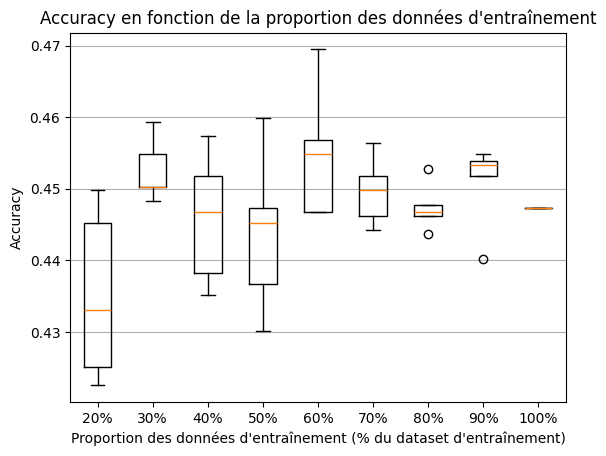 Accuracy en fonction de la proportion des données d'entraînement
0.47
0.46
0.45
0.44
0.43
Accuracy
20% 30% 40% 50% 60% 70% 80% 90% 100%
Proportion des données d'entraînement (% du dataset d'entraînement)